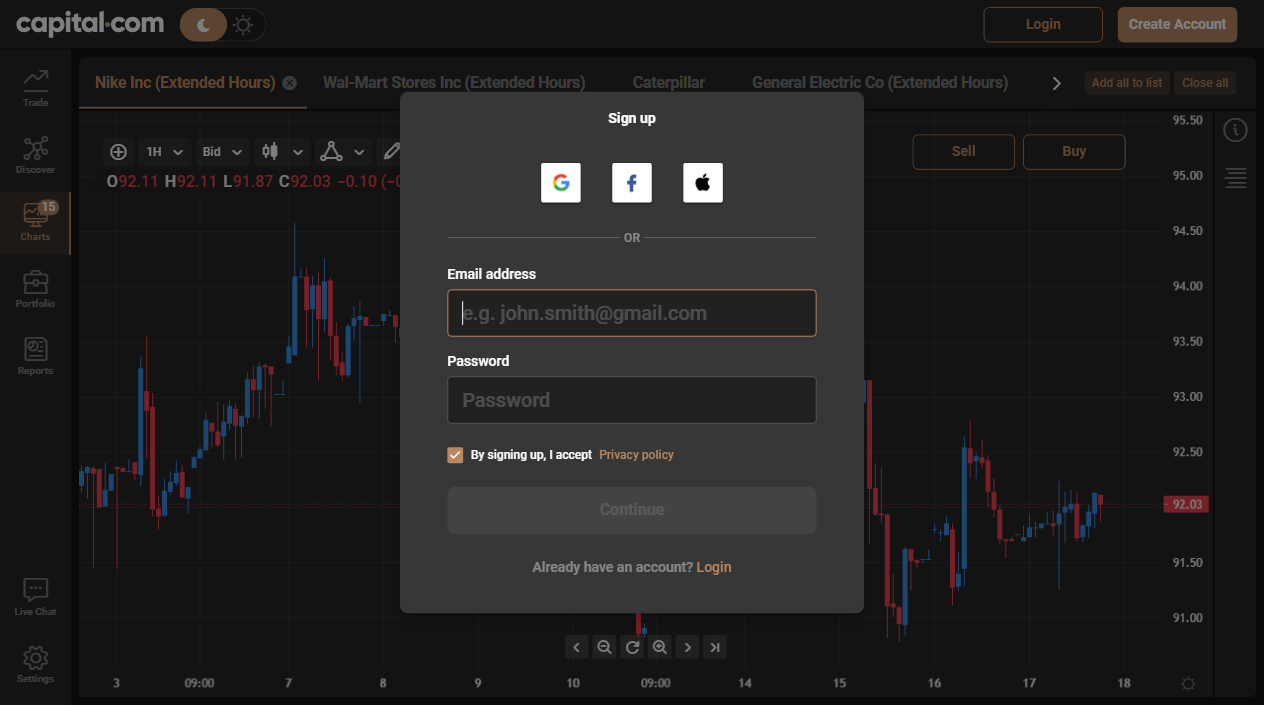 capital.com
Login
Create Account
Nike Inc (Extended Hours)
Wal-Mart Stores Inc (Extended Hours)
Caterpillar
General Electric Co (Extended Hours)
Add all to list
Close all
Trade
Discover
15
Charts
Portfolio
Reports
Live Chat
Settings
1H
Bid
O92.11 H92.11 L91.87 C92.03 −0.10 (−0
Sell
Buy
Sign up
OR
Email address
e.g. john.smith@gmail.com
Password
Password
By signing up, I accept Privacy policy
Continue
Already have an account? Login
95.50
95.00
94.50
94.00
93.50
93.00
92.50
92.03
91.50
91.00
3 09:00 7 8 9 10 09:00 14 15 16 17 18